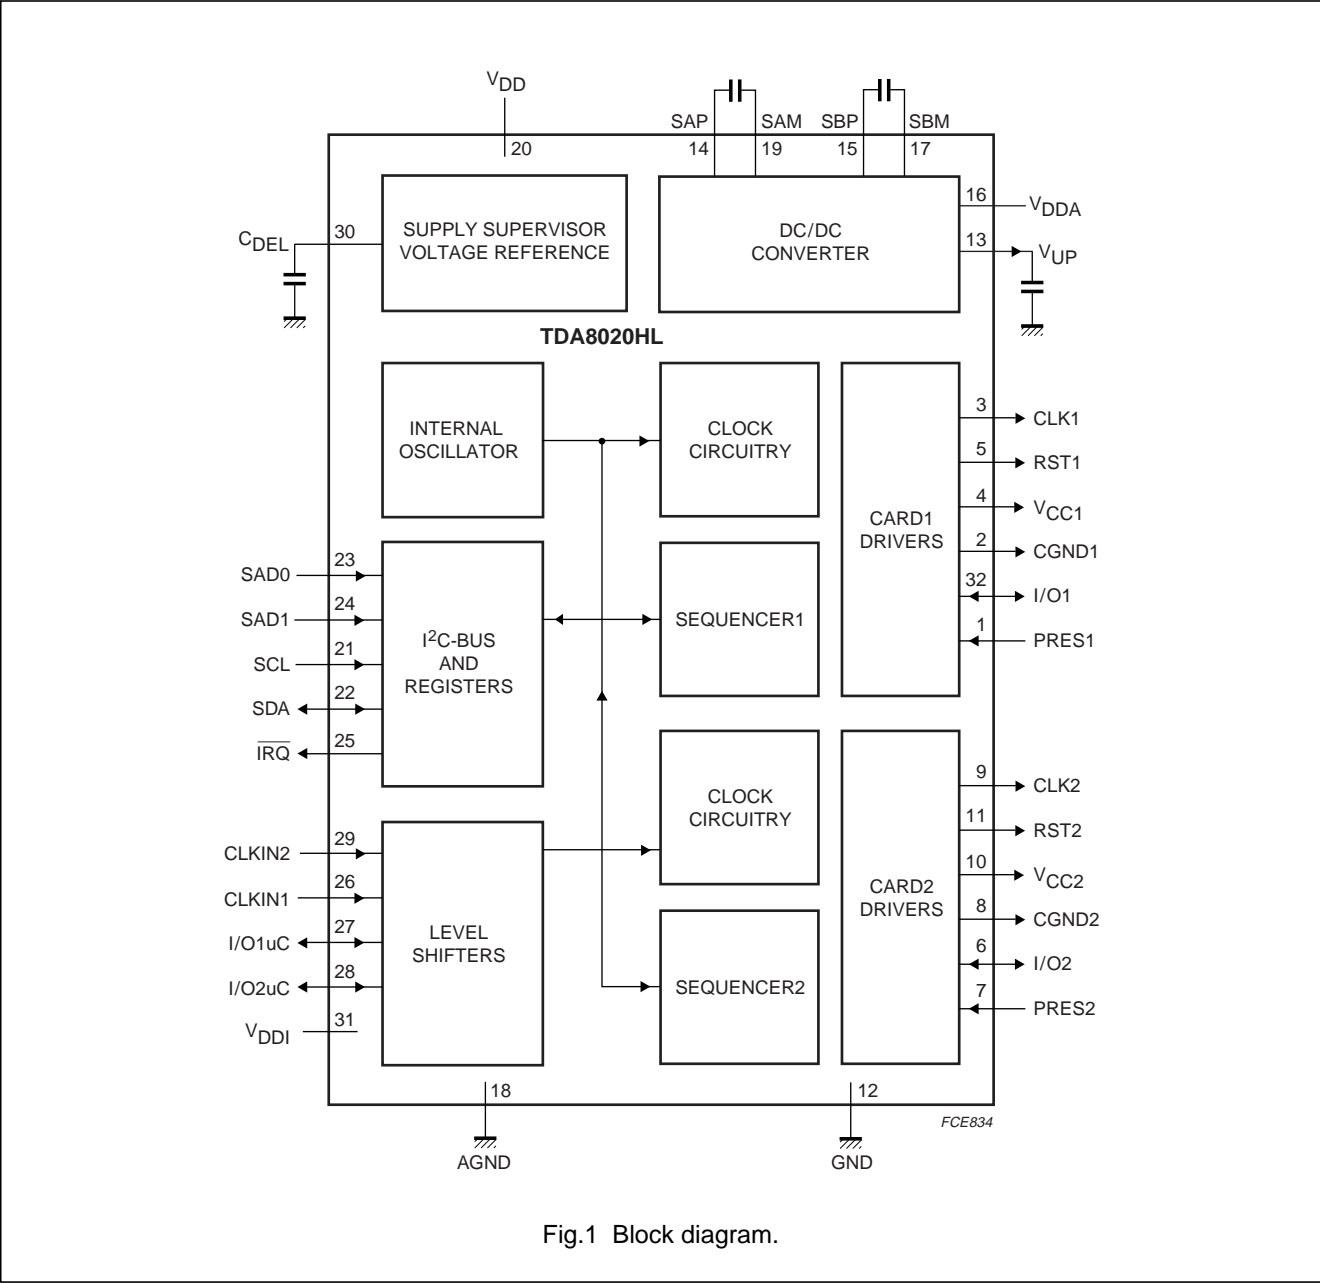 VDD
SAP SAM SBP SBM
20 14 19 15 17
16 VDDA
CDEL 30
SUPPLY SUPERVISOR
VOLTAGE REFERENCE
DC/DC
CONVERTER
13 VUP
TDA8020HL
INTERNAL
OSCILLATOR
CLOCK
CIRCUITRY
CARD1
DRIVERS
3 CLK1
5 RST1
4 VCC1
2 CGND1
32 I/O1
1 PRES1
SAD0 23
SAD1 24
SCL 21
SDA 22
IRQ 25
I2C-BUS
AND
REGISTERS
SEQUENCER1
CLOCK
CIRCUITRY
CARD2
DRIVERS
9 CLK2
11 RST2
10 VCC2
8 CGND2
6 I/O2
7 PRES2
CLKIN2 29
CLKIN1 26
I/O1uC 27
I/O2uC 28
VDDI 31
LEVEL
SHIFTERS
SEQUENCER2
18 12
FCE834
AGND GND
Fig.1 Block diagram.